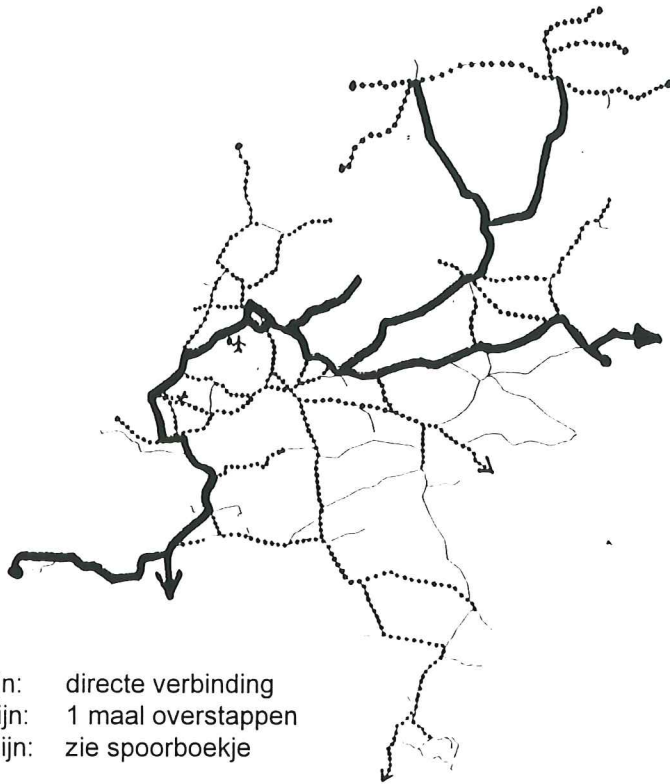 n: directe verbinding
ijn: 1 maal overstappen
ijn: zie spoorboekje